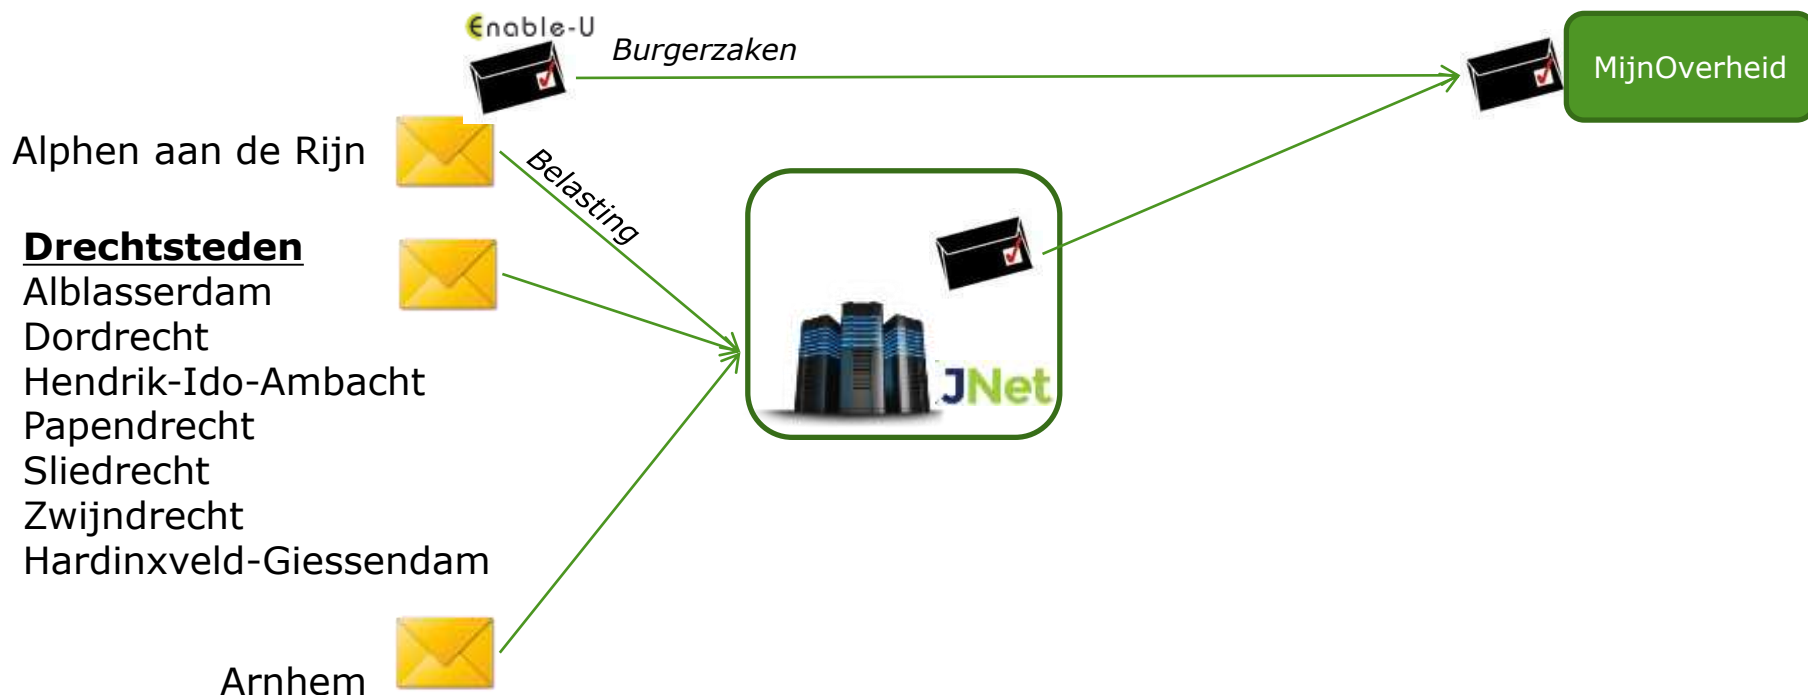 Enable-U
Burgerzaken
MijnOverheid
Alphen aan de Rijn
Belasting
Drechtsteden
Alblasserdam
Dordrecht
Hendrik-Ido-Ambacht
Papendrecht
Sliedrecht
Zwijndrecht
Hardinxveld-Giessendam
JNet
Arnhem